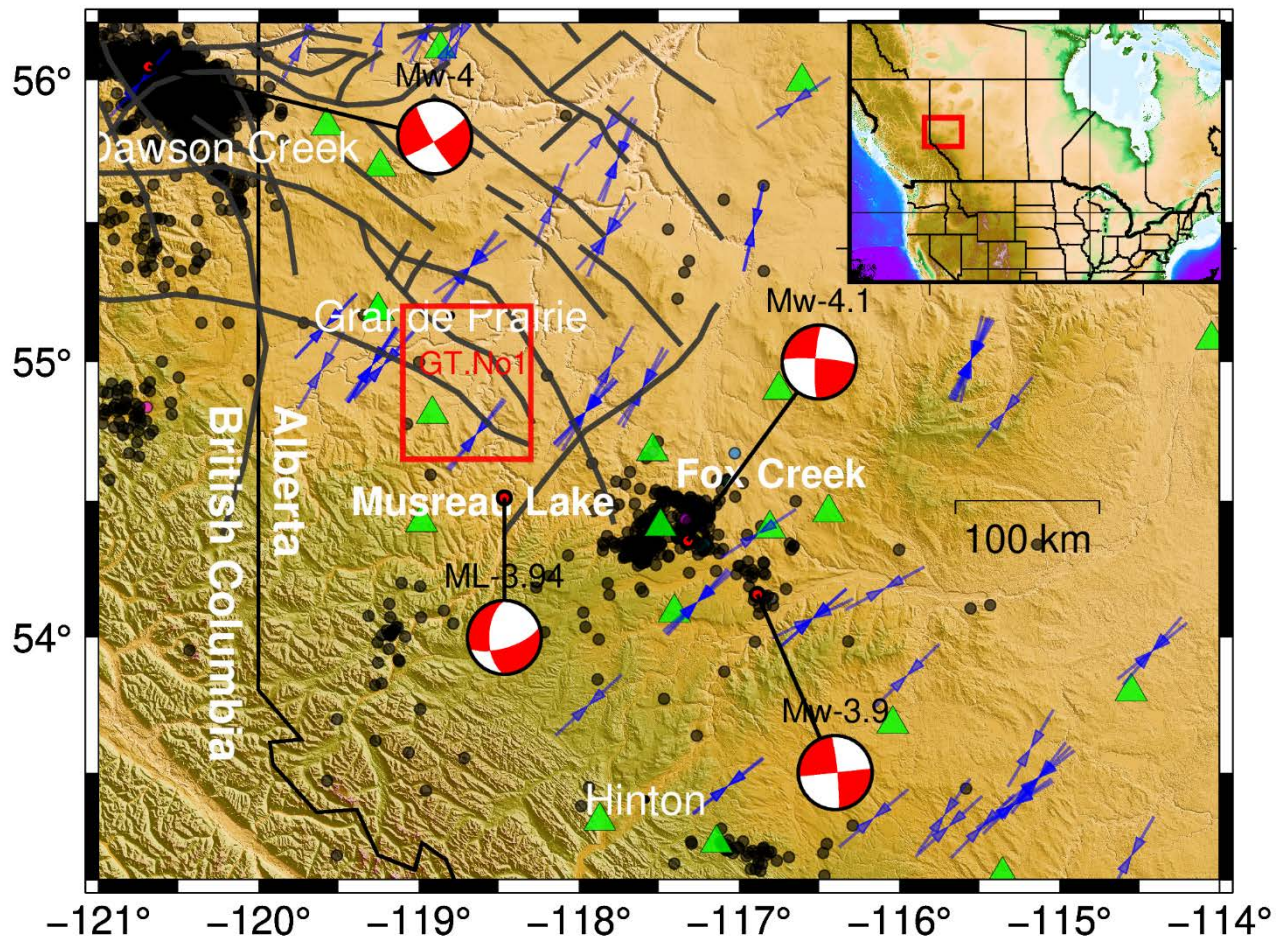 56°
55°
54°
Mw-4
Dawson Creek
Mw-4.1
Grande Prairie
GT.No1
Alberta
British Columbia
Fox Creek
Musreau Lake
100 km
ML-3.94
Mw-3.9
Hinton
−121°
−120°
−119°
−118°
−117°
−116°
−115°
−114°